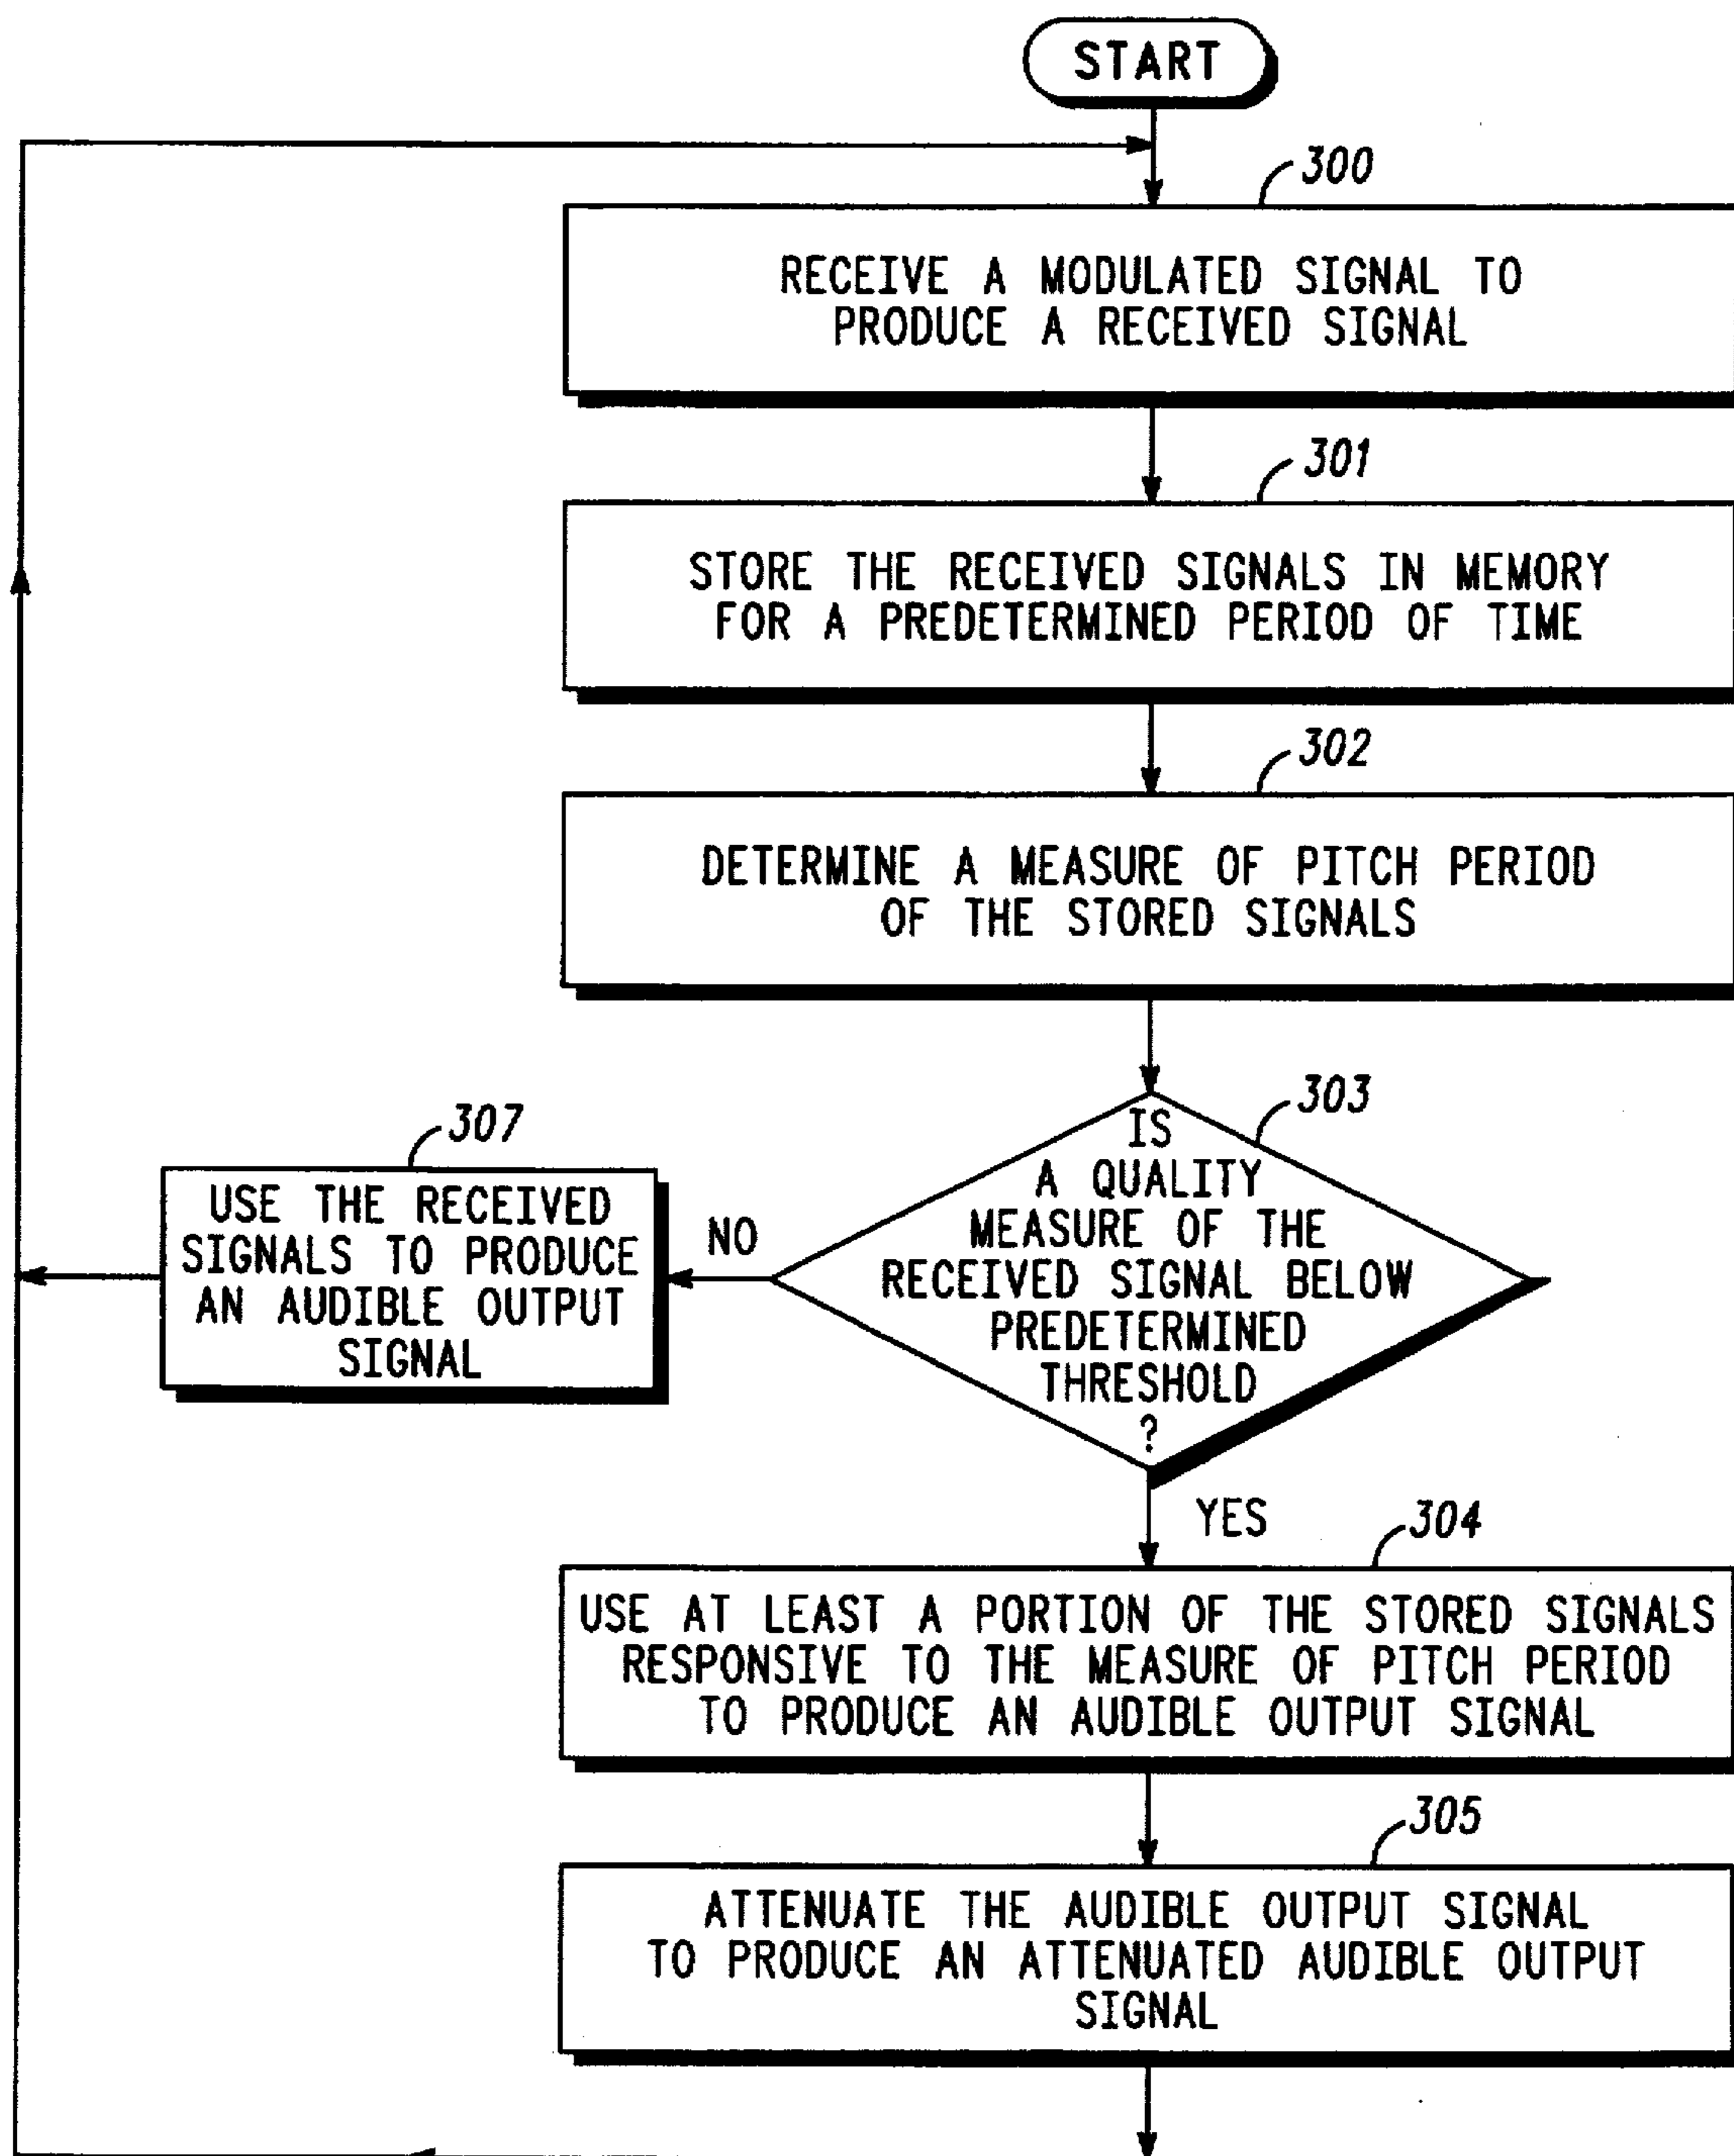 START
300
RECEIVE A MODULATED SIGNAL TO
PRODUCE A RECEIVED SIGNAL
301
STORE THE RECEIVED SIGNALS IN MEMORY
FOR A PREDETERMINED PERIOD OF TIME
302
DETERMINE A MEASURE OF PITCH PERIOD
OF THE STORED SIGNALS
303
IS
A QUALITY
MEASURE OF THE
RECEIVED SIGNAL BELOW
PREDETERMINED
THRESHOLD
?
NO
307
USE THE RECEIVED
SIGNALS TO PRODUCE
AN AUDIBLE OUTPUT
SIGNAL
YES
304
USE AT LEAST A PORTION OF THE STORED SIGNALS
RESPONSIVE TO THE MEASURE OF PITCH PERIOD
TO PRODUCE AN AUDIBLE OUTPUT SIGNAL
305
ATTENUATE THE AUDIBLE OUTPUT SIGNAL
TO PRODUCE AN ATTENUATED AUDIBLE OUTPUT
SIGNAL